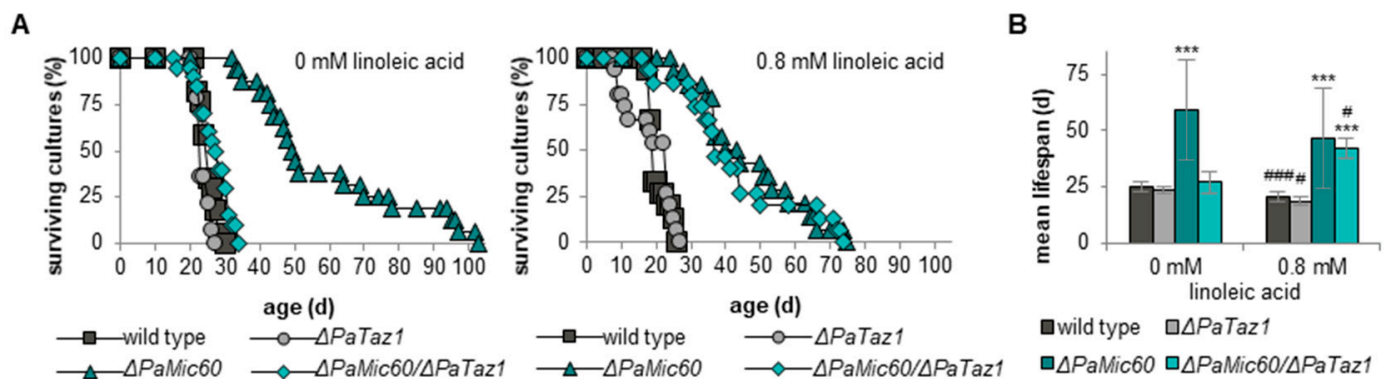 A
surviving cultures (%)
100
75
50
25
0
0 mM linoleic acid
0 10 20 30 40 50 60 70 80 90 100
age (d)
wild type
ΔPaTaz1
ΔPaMic60
ΔPaMic60/ΔPaTaz1
surviving cultures (%)
100
75
50
25
0
0.8 mM linoleic acid
0 10 20 30 40 50 60 70 80 90 100
age (d)
wild type
ΔPaTaz1
ΔPaMic60
ΔPaMic60/ΔPaTaz1
B
mean lifespan (d)
75
50
25
0
***
***
#
***
###
#
0 mM 0.8 mM
linoleic acid
wild type ΔPaTaz1
ΔPaMic60 ΔPaMic60/ΔPaTaz1